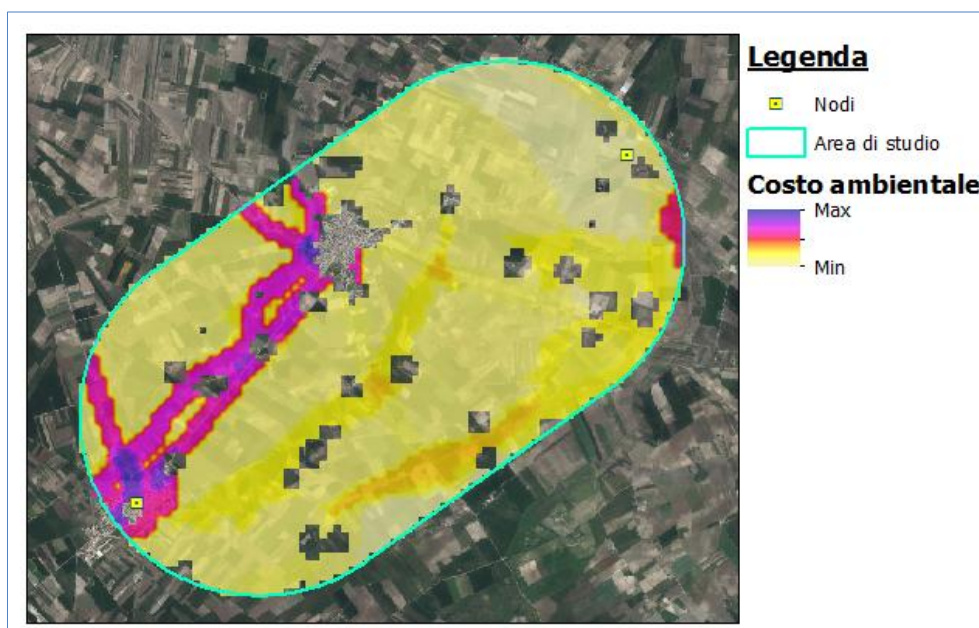 Legenda
Nodi
Area di studio
Costo ambientale
Max
Min